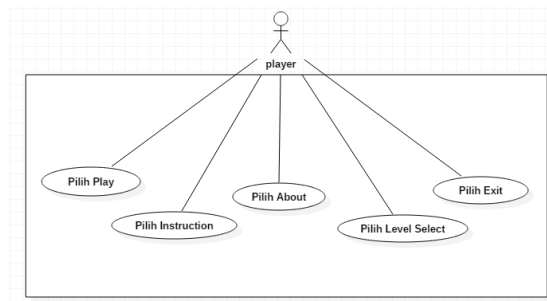 player
Pilih Play
Pilih Instruction
Pilih About
Pilih Level Select
Pilih Exit